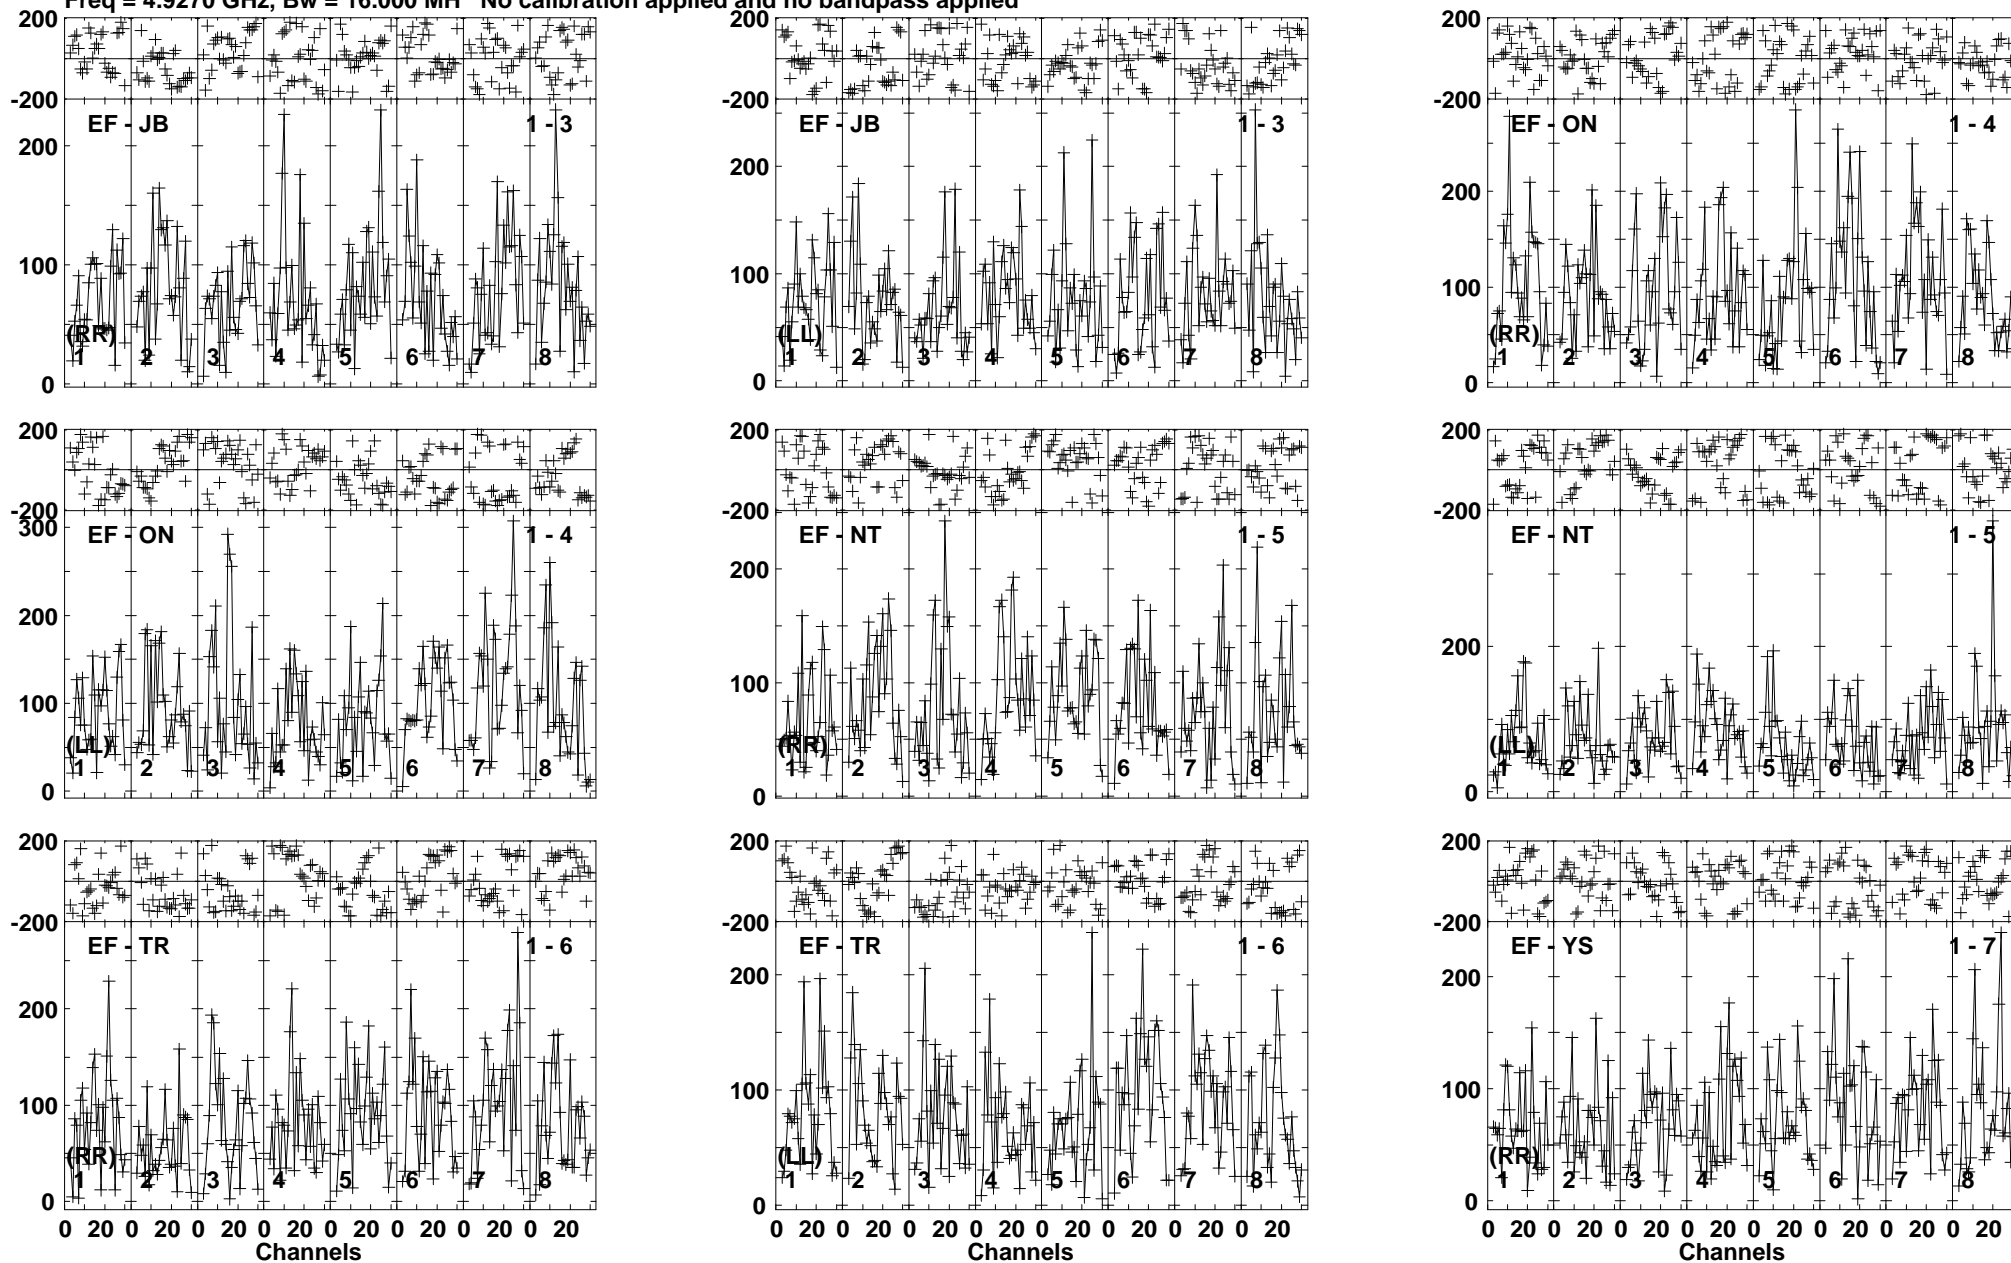 Freq = 4.9270 GHz, Bw = 16.000 MH No calibration applied and no bandpass applied
200 200 200
-200 -200 -200
EF - JB 1 - 3 EF - JB 1 - 3 EF - ON 1 - 4
200 200 200
100 100 100
(RR) (LL) (RR)
1 2 3 4 5 6 7 8 1 2 3 4 5 6 7 8 1 2 3 4 5 6 7 8
0 0 0
200 200 200
-200 -200 -200
300
EF - ON 1 - 4 EF - NT 1 - 5 EF - NT 1 - 5
200 200 200
100 100
(LL) (RR) (LL)
1 2 3 4 5 6 7 8 1 2 3 4 5 6 7 8 1 2 3 4 5 6 7 8
0 0 0
200 200 200
-200 -200 -200
EF - TR 1 - 6 EF - TR 1 - 6 EF - YS 1 - 7
200 200 200
100 100 100
(RR) (LL) (RR)
1 2 3 4 5 6 7 8 1 2 3 4 5 6 7 8 1 2 3 4 5 6 7 8
0 0 0
0 20 0 20 0 20 0 20 0 20 0 20 0 20 0 20 0 20 0 20 0 20 0 20 0 20 0 20 0 20 0 20 0 20 0 20 0 20 0 20 0 20 0 20 0 20 0 20
Channels Channels Channels